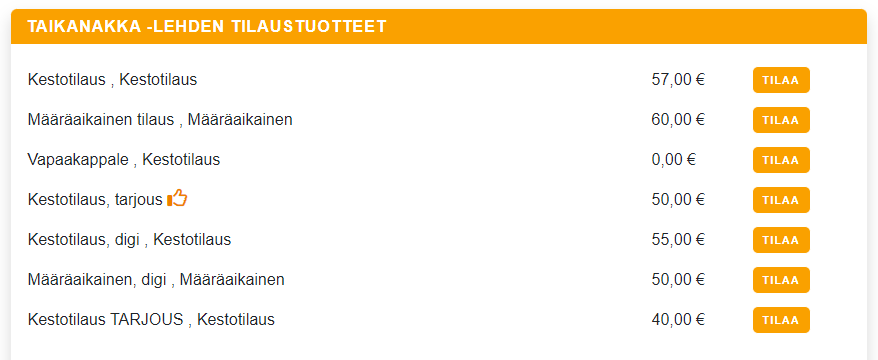 TAIKANAKKA -LEHDEN TILAUSTUOTTEET
Kestotilaus , Kestotilaus 57,00 € TILAA
Määräaikainen tilaus , Määräaikainen 60,00 € TILAA
Vapaakappale , Kestotilaus 0,00 € TILAA
Kestotilaus, tarjous 50,00 € TILAA
Kestotilaus, digi , Kestotilaus 55,00 € TILAA
Määräaikainen, digi , Määräaikainen 50,00 € TILAA
Kestotilaus TARJOUS , Kestotilaus 40,00 € TILAA